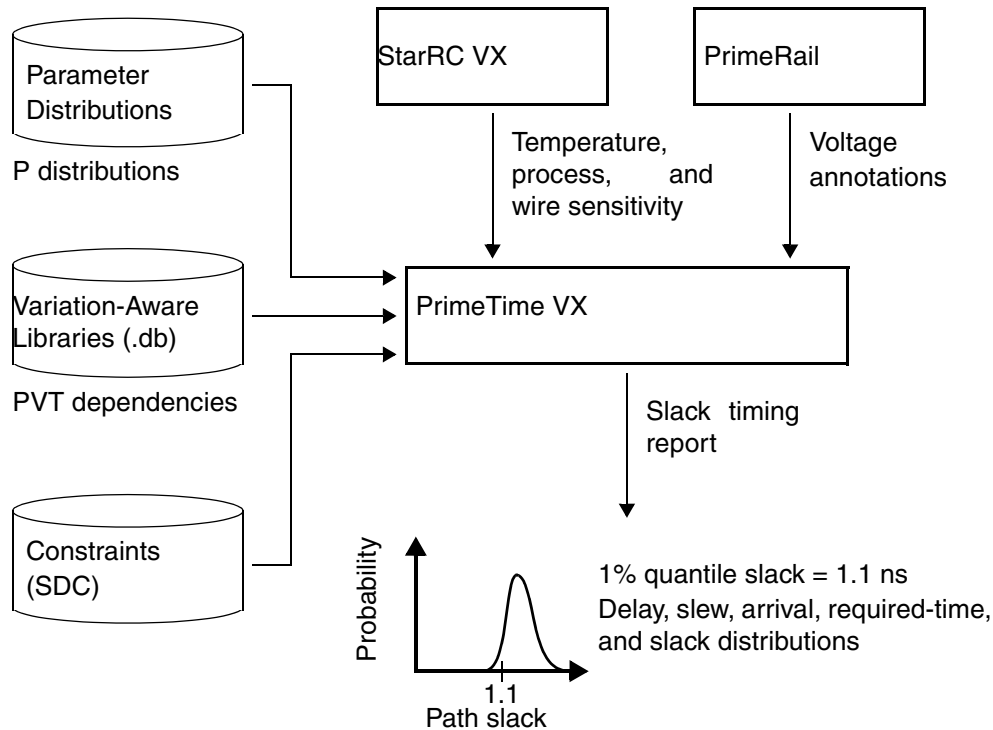 Parameter
Distributions
P distributions
StarRC VX
PrimeRail
Temperature,
process, and
wire sensitivity
Voltage
annotations
Variation-Aware
Libraries (.db)
PVT dependencies
PrimeTime VX
Slack timing
report
Constraints
(SDC)
Probability
1.1
Path slack
1% quantile slack = 1.1 ns
Delay, slew, arrival, required-time,
and slack distributions